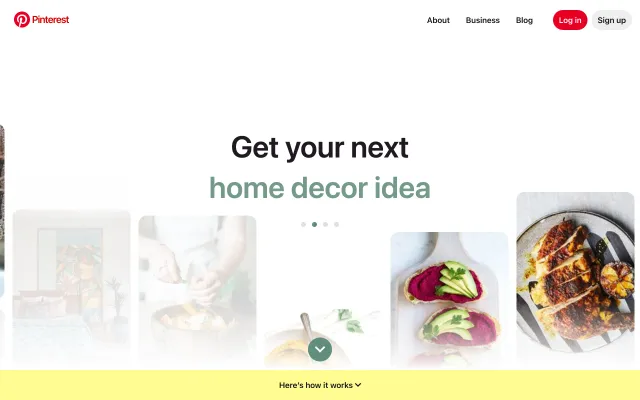 Pinterest
About
Business
Blog
Log in
Sign up
Get your next
home decor idea
Here's how it works